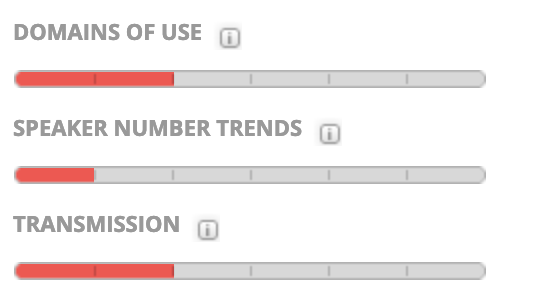 DOMAINS OF USE
SPEAKER NUMBER TRENDS
TRANSMISSION